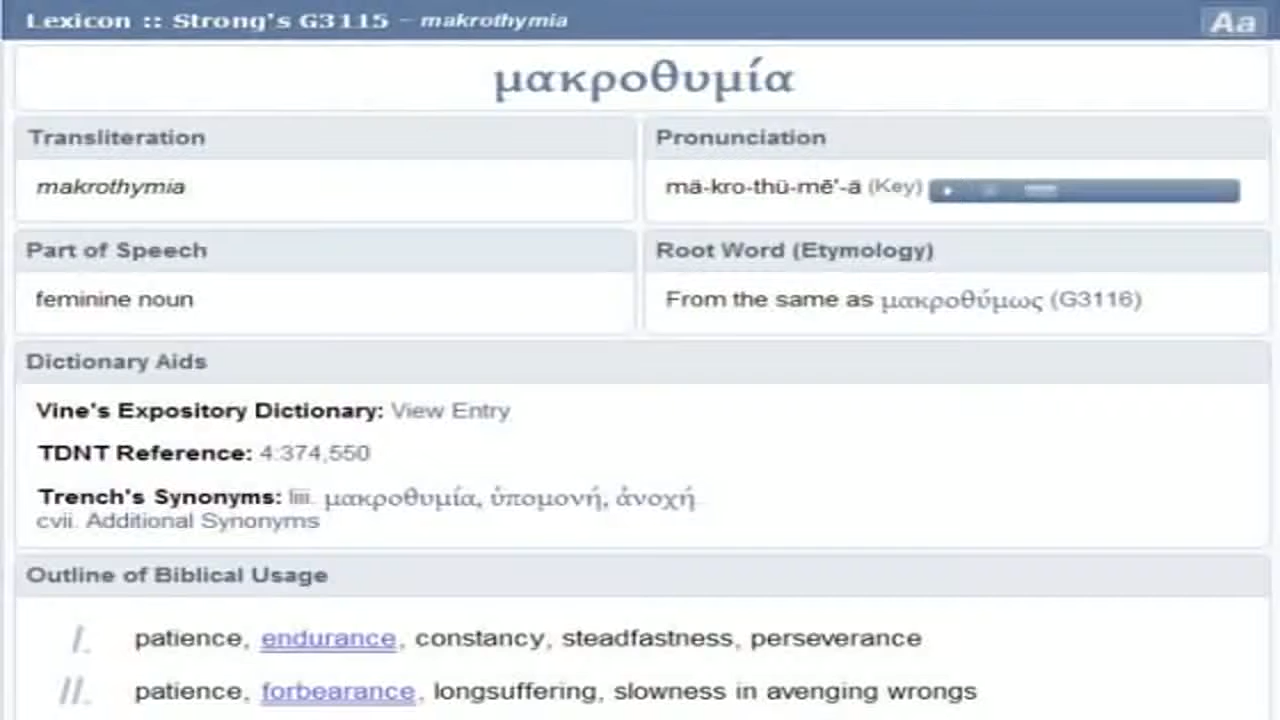 Lexicon :: Strong's G3115 – makrothymia
Aa
μακροθυμία
Transliteration
Pronunciation
makrothymia
mä-kro-thü-mē'-ä (Key)
Part of Speech
Root Word (Etymology)
feminine noun
From the same as μακροθύμως (G3116)
Dictionary Aids
Vine's Expository Dictionary: View Entry
TDNT Reference: 4:374,550
Trench's Synonyms: liii. μακροθυμία, ὑπομονή, ἀνοχή.
cvii. Additional Synonyms
Outline of Biblical Usage
I. patience, endurance, constancy, steadfastness, perseverance
II. patience, forbearance, longsuffering, slowness in avenging wrongs